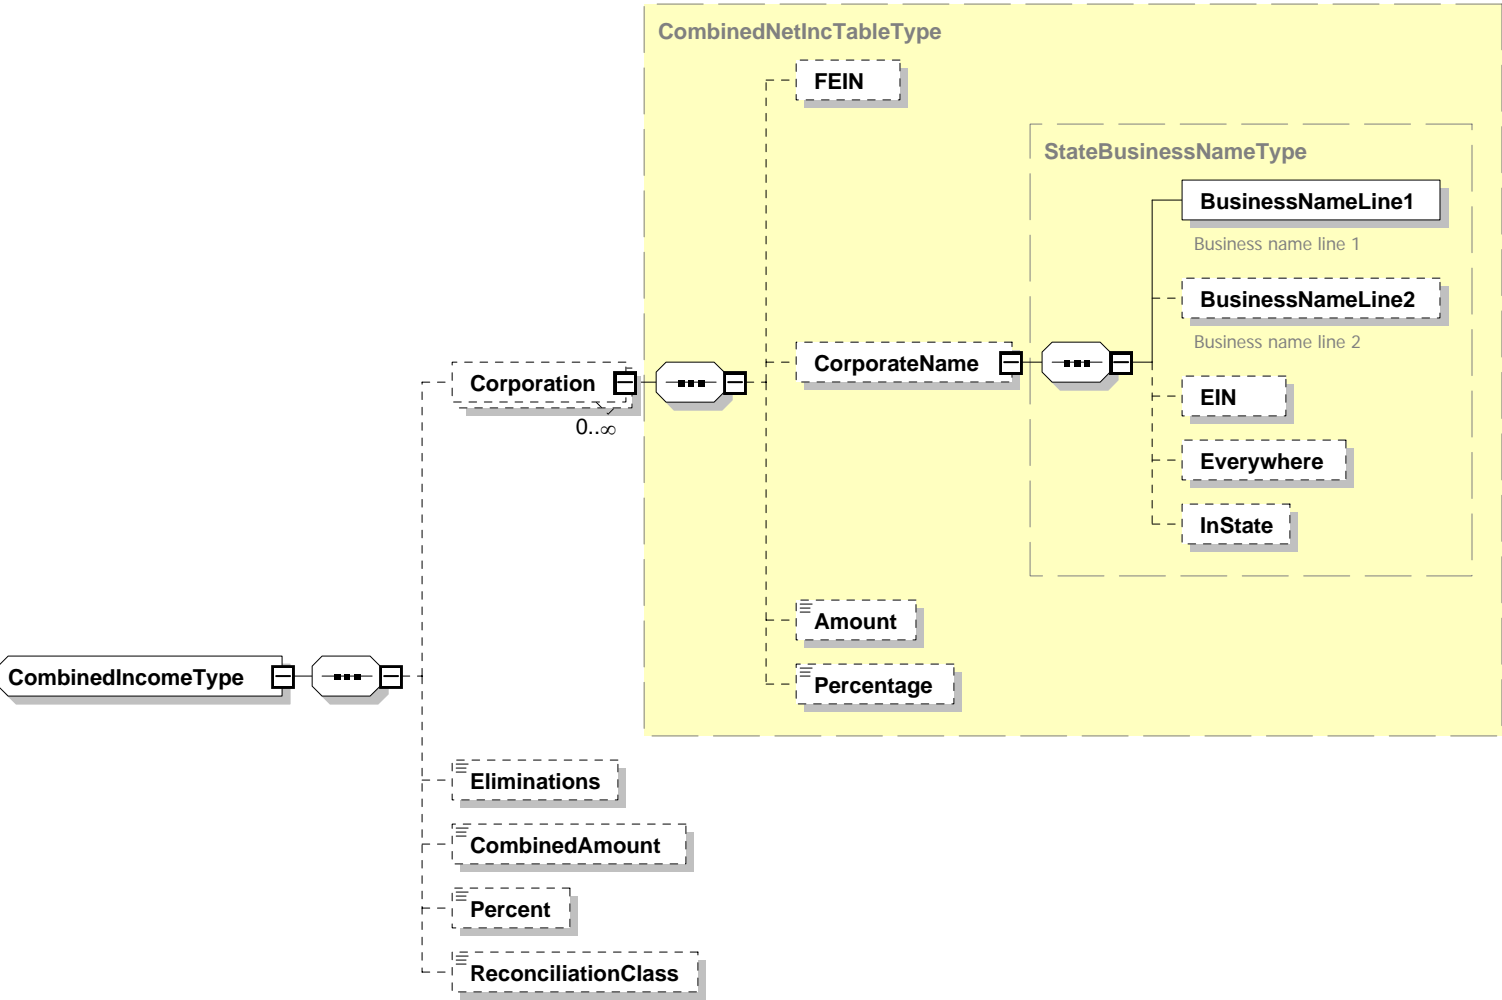 CombinedNetIncTableType
FEIN
StateBusinessNameType
BusinessNameLine1
Business name line 1
BusinessNameLine2
Business name line 2
CorporateName
Corporation
0..∞
EIN
Everywhere
InState
Amount
CombinedIncomeType
Percentage
Eliminations
CombinedAmount
Percent
ReconciliationClass